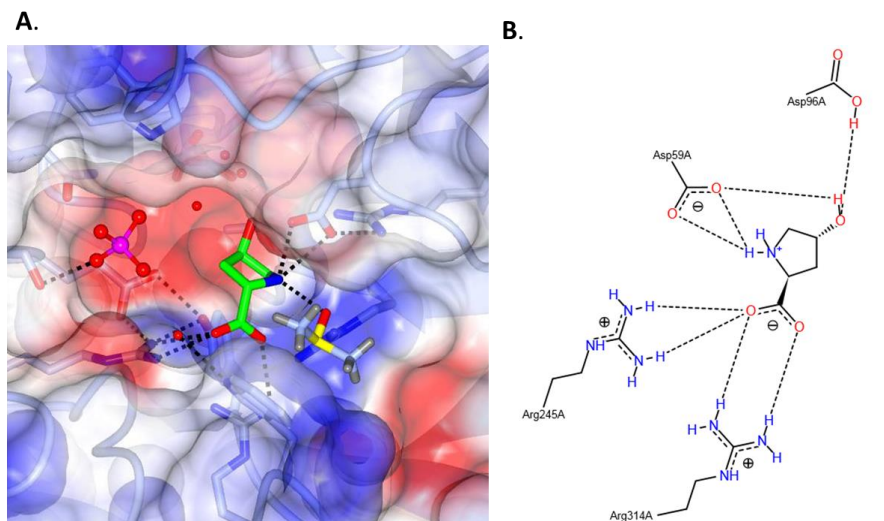 A.
B.
O
Asp96A
O
H
Asp59A
O
⊖
O
H
O
H
H
N+
O
⊖
O
H
N
H
⊕
NH
N
H
H
Arg245A
H
H
H
N
N
H
H
⊕
NH
Arg314A